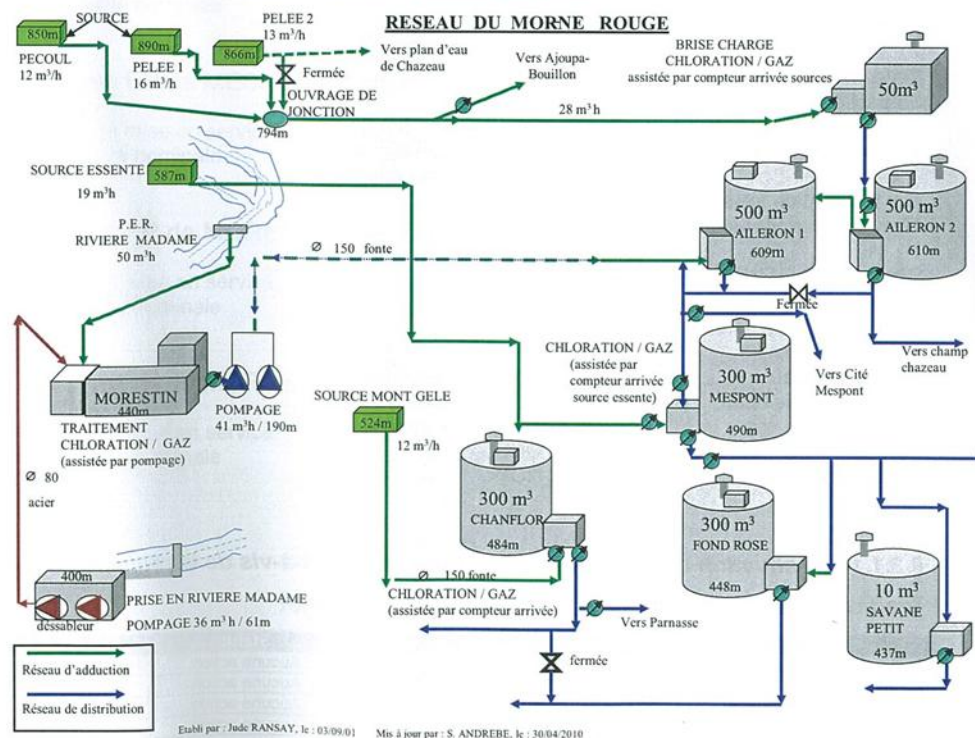 RESEAU DU MORNE ROUGE
SOURCE
850m
PECOUL
12 m³/h
890m
PELEE 1
16 m³/h
PELEE 2
13 m³/h
866m
Fermée
Vers plan d'eau
de Chazeau
OUVRAGE DE
JONCTION
794m
Vers Ajoupa-
Bouillon
28 m³h
BRISE CHARGE
CHLORATION / GAZ
assistée par compteur arrivée sources
50m³
SOURCE ESSENTE
587m
19 m³h
P.E.R.
RIVIERE MADAME
50 m³h
Ø 150 fonte
500 m³
AILERON 1
609m
500 m³
AILERON 2
610m
Fermée
Vers champ
chazeau
Vers Cité
Mespont
CHLORATION / GAZ
(assistée par
compteur arrivée
source essente)
300 m³
MESPONT
490m
MORESTIN
440m
TRAITEMENT
CHLORATION / GAZ
(assistée par pompage)
POMPAGE
41 m³h / 190m
SOURCE MONT GELE
524m
12 m³/h
300 m³
CHANFLOR
484m
300 m³
FOND ROSE
448m
10 m³
SAVANE
PETIT
437m
Ø 80
acier
Ø 150 fonte
CHLORATION / GAZ
(assistée par compteur arrivée)
Vers Parnasse
fermée
400m
PRISE EN RIVIERE MADAME
POMPAGE 36 m³ h / 61m
déssableur
Réseau d'adduction
Réseau de distribution
Etabli par : Jude RANSAY, le : 03/09/01 Mis à jour par : S. ANDREBE, le : 30/04/2010